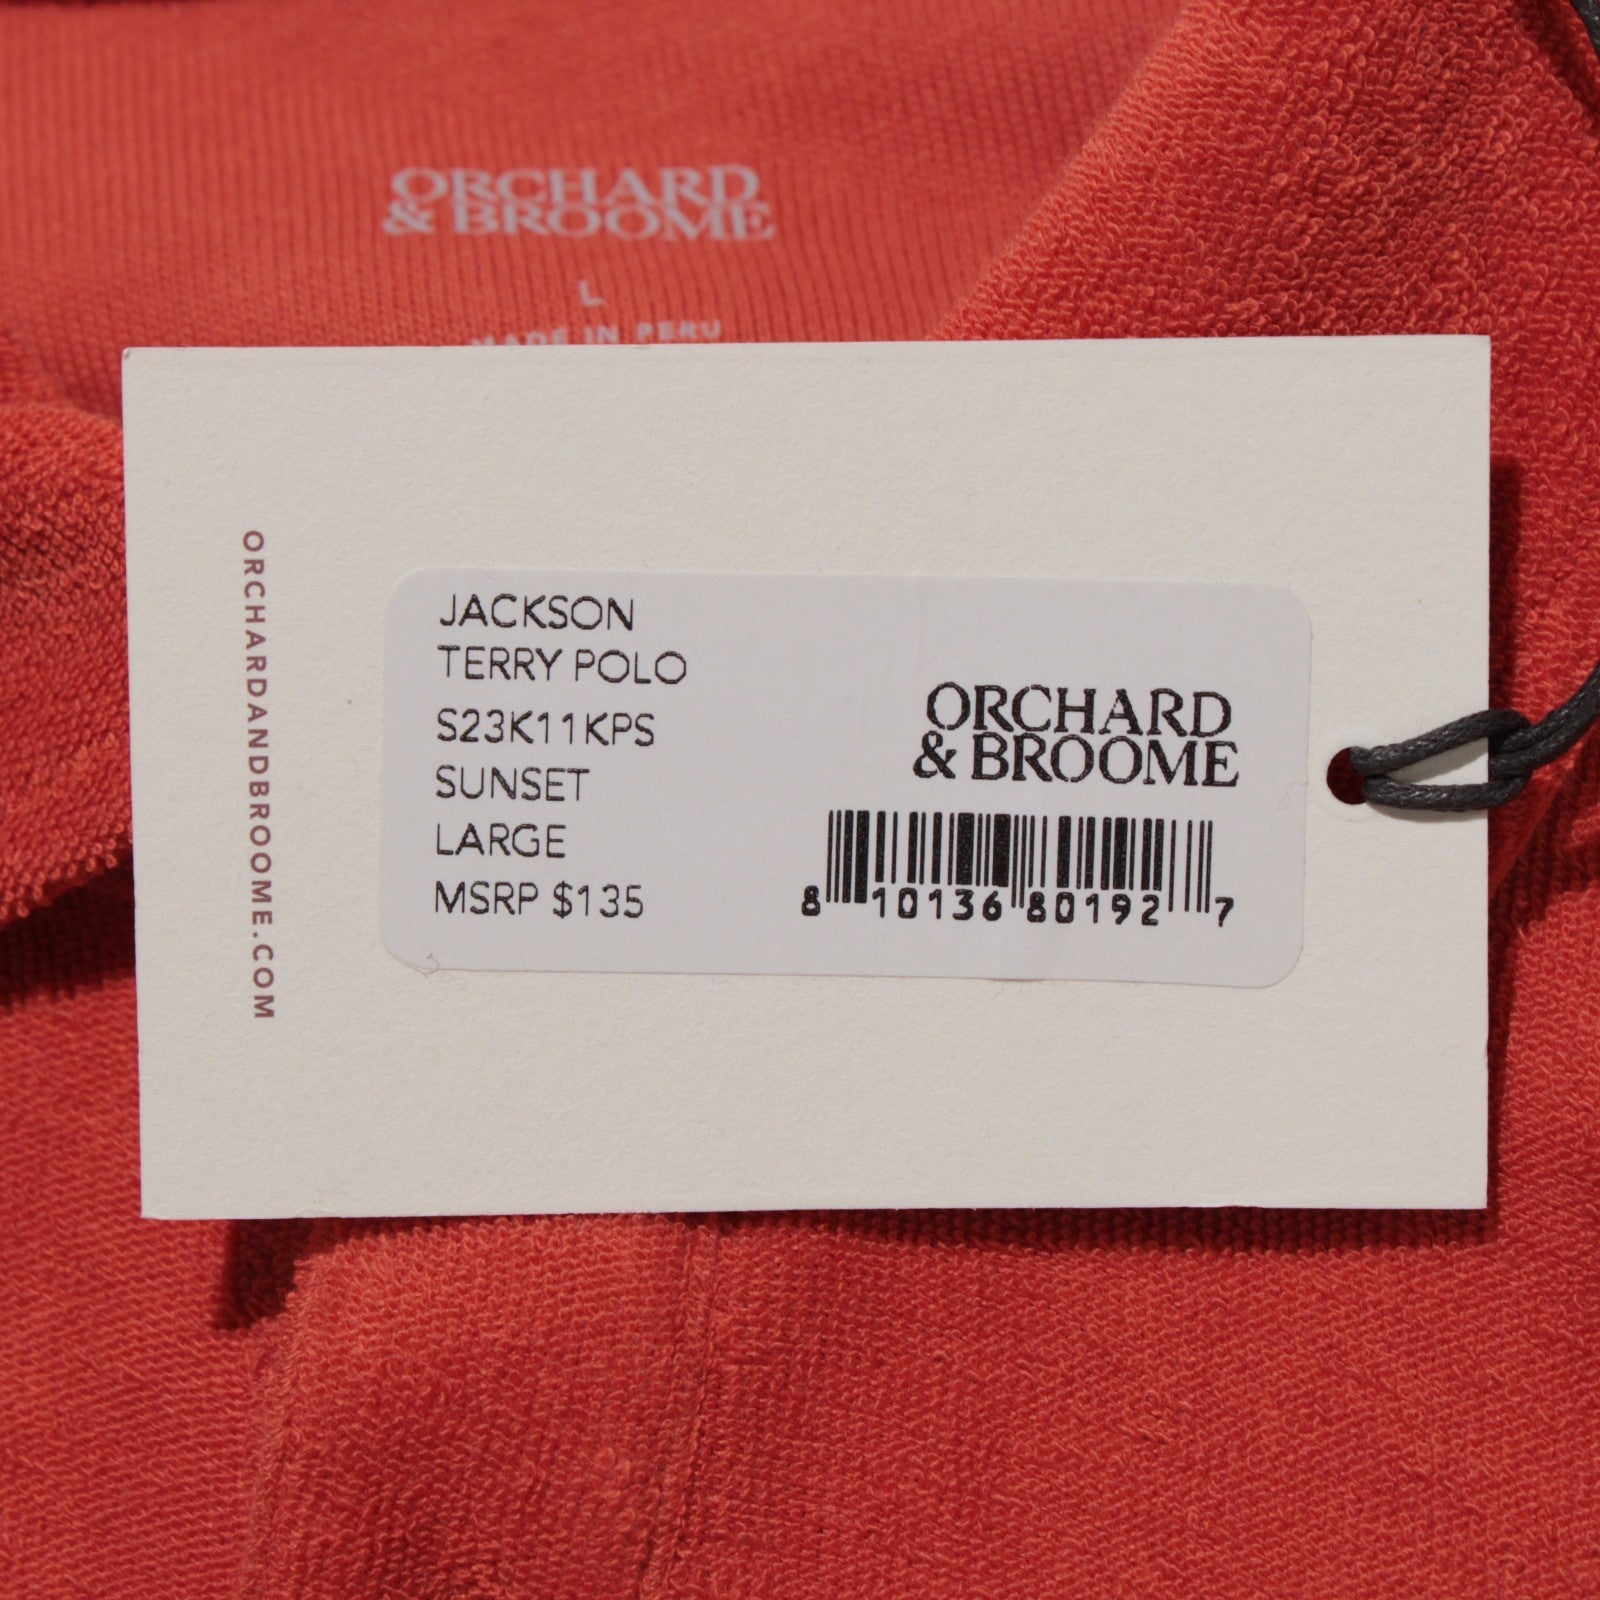 ORCHARD
& BROOME
L
MADE IN PERU
ORCHARDANDBROOME.COM
JACKSON
TERRY POLO
S23K11KPS
SUNSET
LARGE
MSRP $135
ORCHARD
& BROOME
8 10136 80192 7